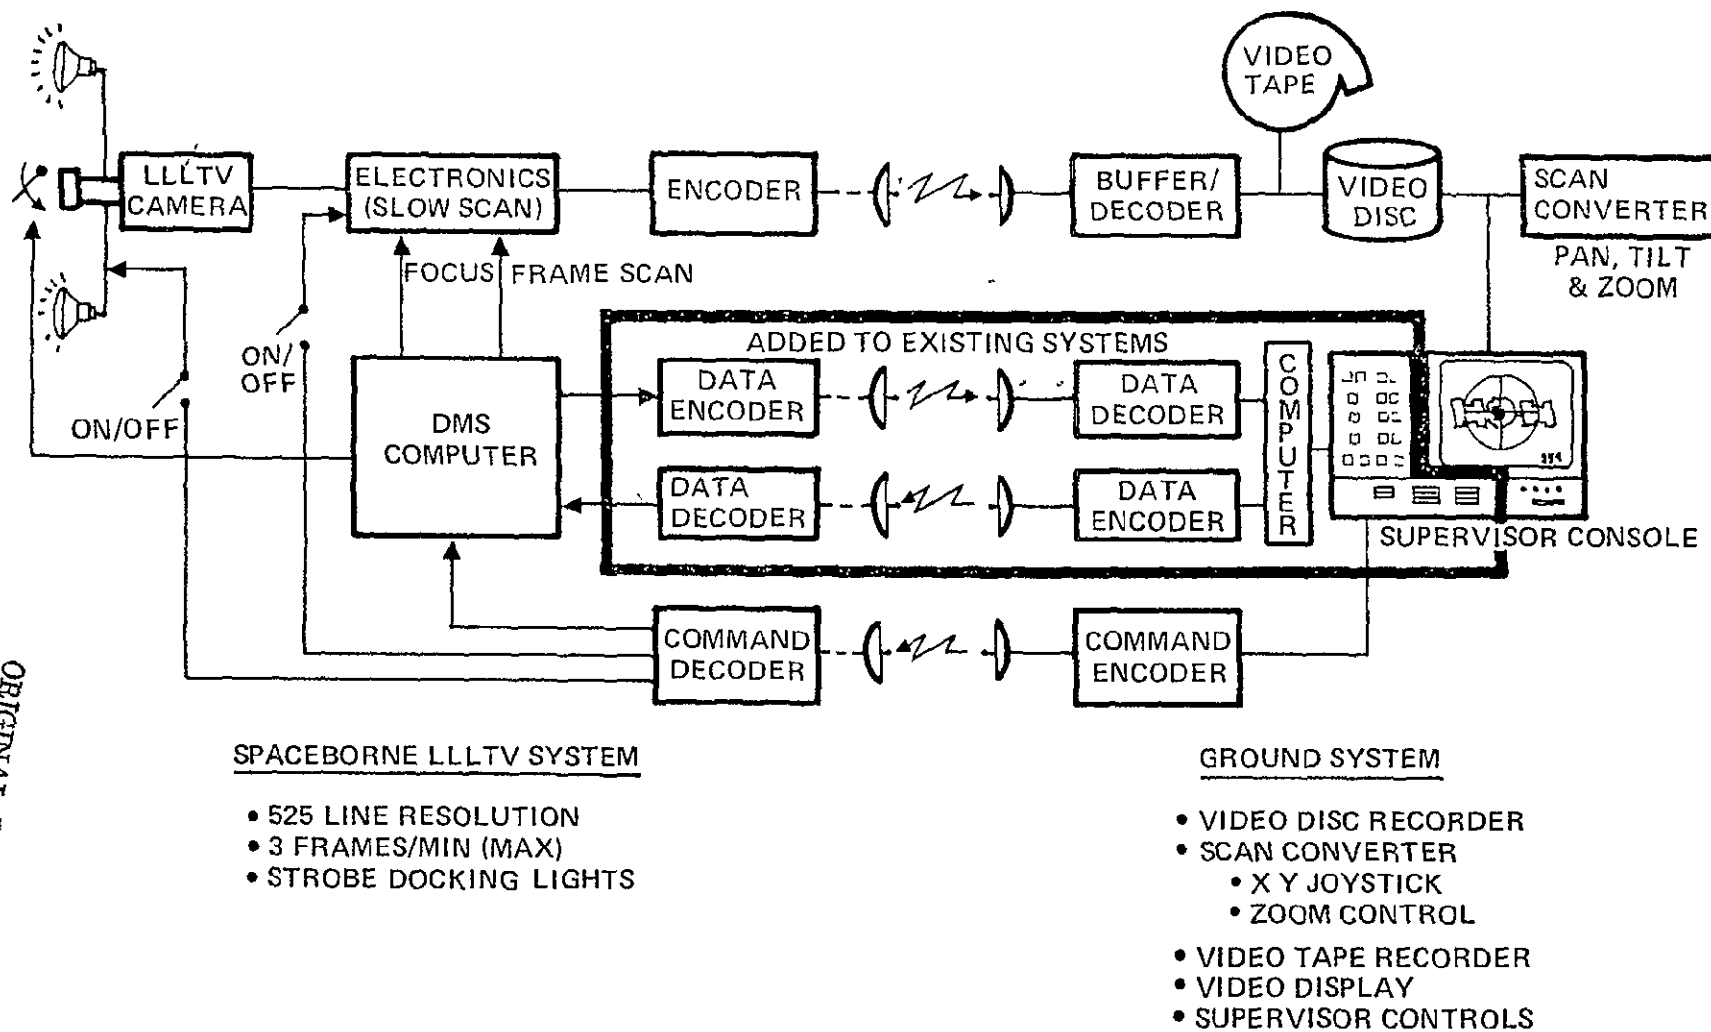 VIDEO
TAPE
LLLTV
CAMERA
ELECTRONICS
(SLOW SCAN)
ENCODER
BUFFER/
DECODER
VIDEO
DISC
SCAN
CONVERTER
PAN, TILT
& ZOOM
FOCUS
FRAME SCAN
ON/
OFF
ON/OFF
ADDED TO EXISTING SYSTEMS
DMS
COMPUTER
DATA
ENCODER
DATA
DECODER
COMPUTER
DATA
DECODER
DATA
ENCODER
SUPERVISOR CONSOLE
COMMAND
DECODER
COMMAND
ENCODER
SPACEBORNE LLLTV SYSTEM
• 525 LINE RESOLUTION
• 3 FRAMES/MIN (MAX)
• STROBE DOCKING LIGHTS
GROUND SYSTEM
• VIDEO DISC RECORDER
• SCAN CONVERTER
• X Y JOYSTICK
• ZOOM CONTROL
• VIDEO TAPE RECORDER
• VIDEO DISPLAY
• SUPERVISOR CONTROLS
ORIGINAL